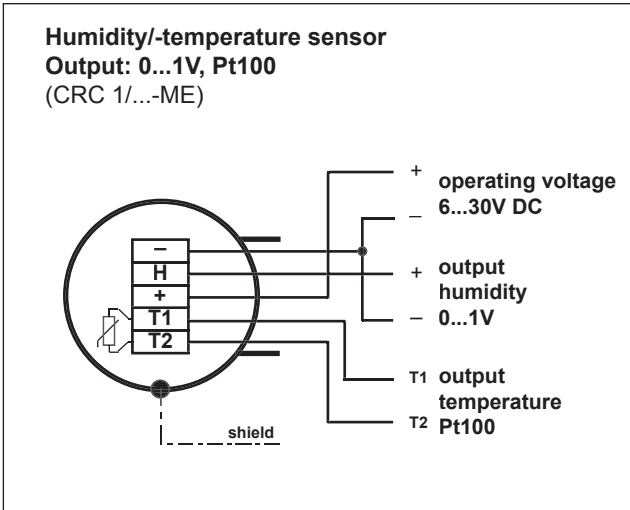 Humidity/-temperature sensor
Output: 0...1V, Pt100
(CRC 1/...-ME)
+ operating voltage
– 6...30V DC
–
H
+
T1
T2
+ output
humidity
– 0...1V
T1 output
temperature
T2 Pt100
shield